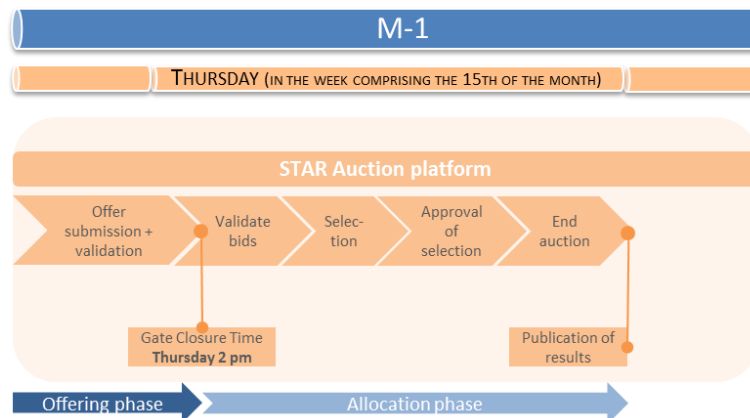 M-1
THURSDAY (IN THE WEEK COMPRISING THE 15TH OF THE MONTH)
STAR Auction platform
Offer
submission +
validation
Validate
bids
Selec-
tion
Approval
of
selection
End
auction
Gate Closure Time
Thursday 2 pm
Publication of
results
Offering phase
Allocation phase